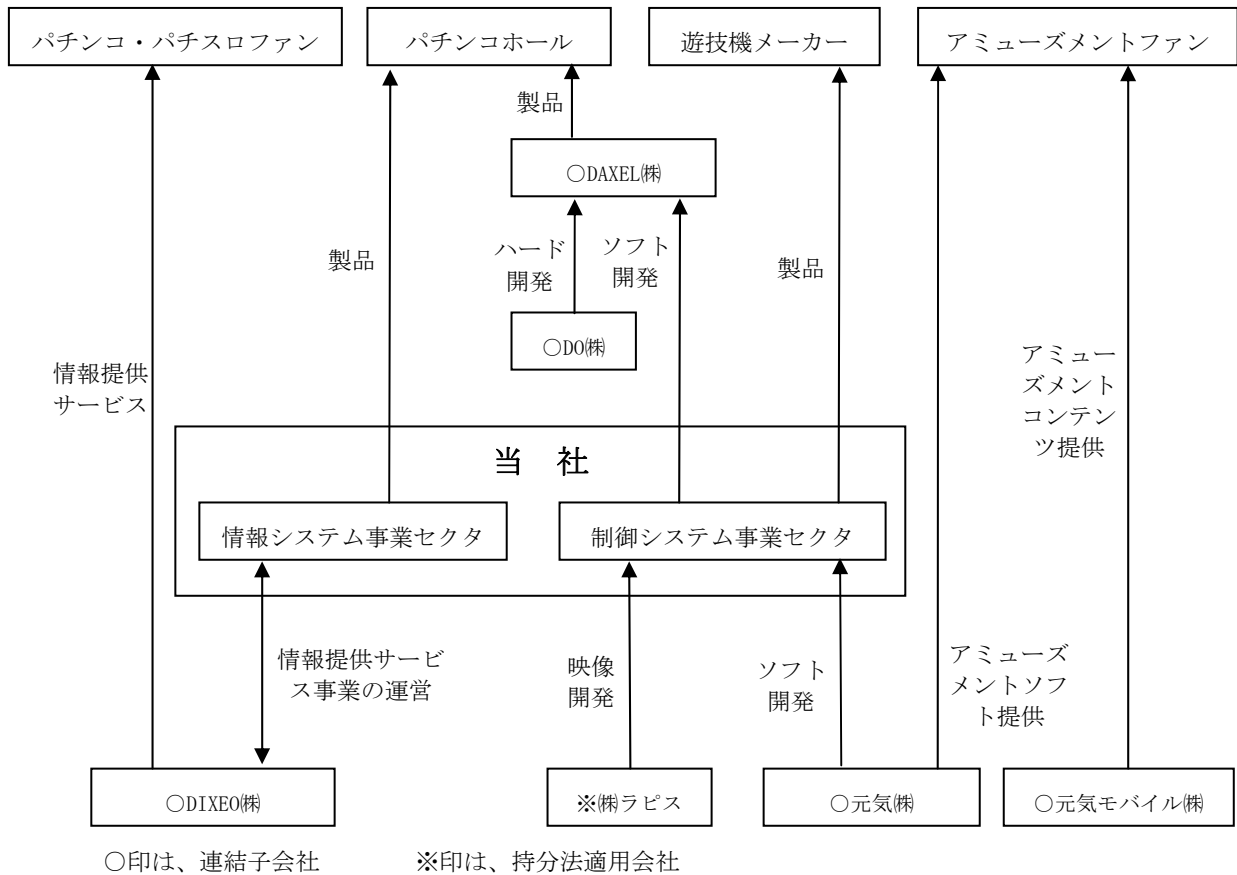 パチンコ・パチスロファン
パチンコホール
遊技機メーカー
アミューズメントファン
製品
○DAXEL㈱
ハード
開発
ソフト
開発
製品
製品
○DO㈱
情報提供
サービス
アミュー
ズメント
コンテン
ツ提供
当 社
情報システム事業セクタ
制御システム事業セクタ
情報提供サービ
ス事業の運営
映像
開発
ソフト
開発
アミューズ
メントソフ
ト提供
○DIXEO㈱
※㈱ラピス
○元気㈱
○元気モバイル㈱
○印は、連結子会社
※印は、持分法適用会社